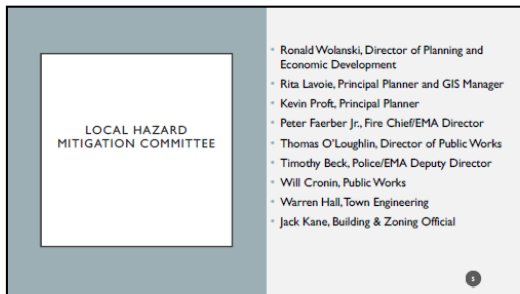 LOCAL HAZARD
MITIGATION COMMITTEE
• Ronald Wolanski, Director of Planning and
Economic Development
• Rita Lavoie, Principal Planner and GIS Manager
• Kevin Proft, Principal Planner
• Peter Faerber Jr., Fire Chief/EMA Director
• Thomas O'Loughlin, Director of Public Works
• Timothy Beck, Police/EMA Deputy Director
• Will Cronin, Public Works
• Warren Hall, Town Engineering
• Jack Kane, Building & Zoning Official
5